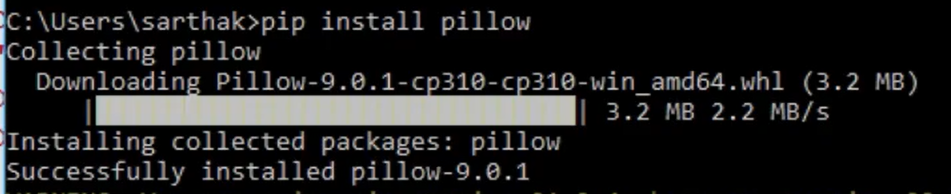 C:\Users\sarthak>pip install pillow
Collecting pillow
Downloading Pillow-9.0.1-cp310-cp310-win_amd64.whl (3.2 MB)
|████████████████████████████████| 3.2 MB 2.2 MB/s
Installing collected packages: pillow
Successfully installed pillow-9.0.1